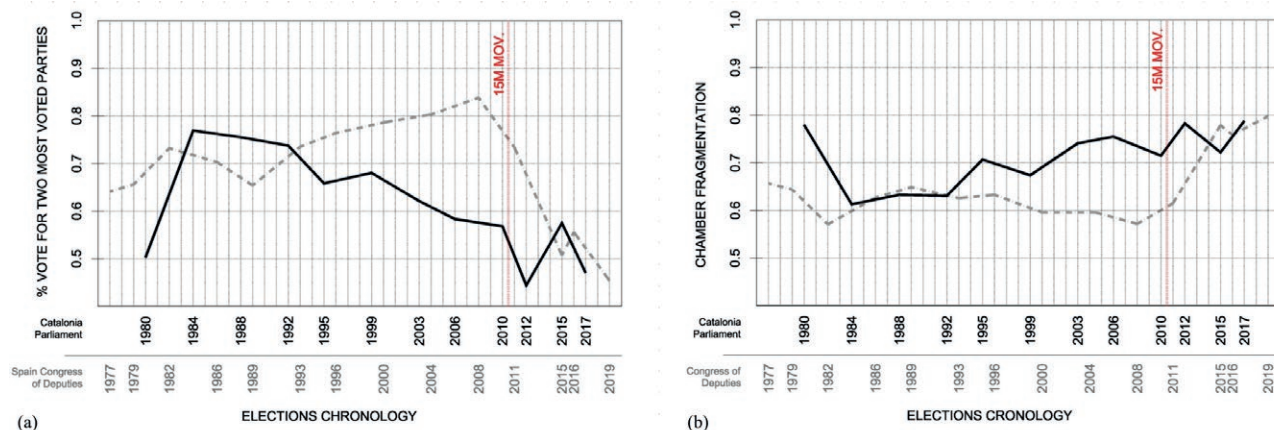 % VOTE FOR TWO MOST VOTED PARTIES
1.0
0.9
0.8
0.7
0.6
0.5
15M MOV.
Catalonia
Parliament
1980 1984 1988 1992 1995 1999 2003 2006 2010 2012 2015 2017
Spain Congress
of Deputies
1977 1979 1982 1986 1989 1993 1996 2000 2004 2008 2011 2015 2016 2019
(a)
ELECTIONS CHRONOLOGY
CHAMBER FRAGMENTATION
1.0
0.9
0.8
0.7
0.6
0.5
15M MOV.
Catalonia
Parliament
1980 1984 1988 1992 1995 1999 2003 2006 2010 2012 2015 2017
Congress of
Deputies
1977 1979 1982 1986 1989 1993 1996 2000 2004 2008 2011 2015 2016 2019
(b)
ELECTIONS CRONOLOGY